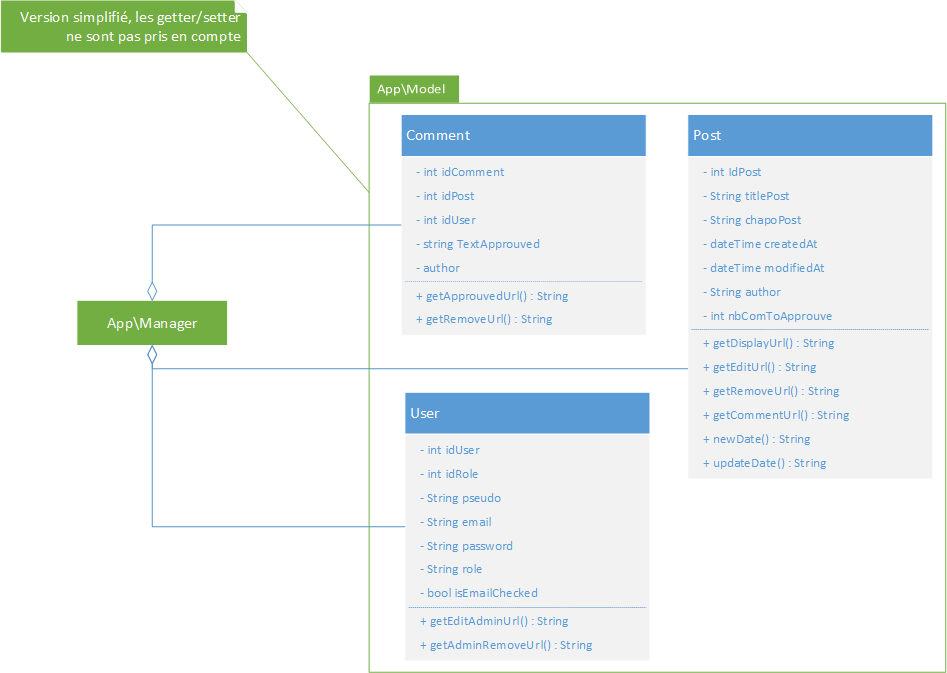 Version simplifié, les getter/setter
ne sont pas pris en compte
App\Model
Comment
- int idComment
- int idPost
- int idUser
- string TextApprouved
- author
+ getApprouvedUrl() : String
+ getRemoveUrl() : String
Post
- int IdPost
- String titlePost
- String chapoPost
- dateTime createdAt
- dateTime modifiedAt
- String author
- int nbComToApprouve
+ getDisplayUrl() : String
+ getEditUrl() : String
+ getRemoveUrl() : String
+ getCommentUrl() : String
+ newDate() : String
+ updateDate() : String
App\Manager
User
- int idUser
- int idRole
- String pseudo
- String email
- String password
- String role
- bool isEmailChecked
+ getEditAdminUrl() : String
+ getAdminRemoveUrl() : String